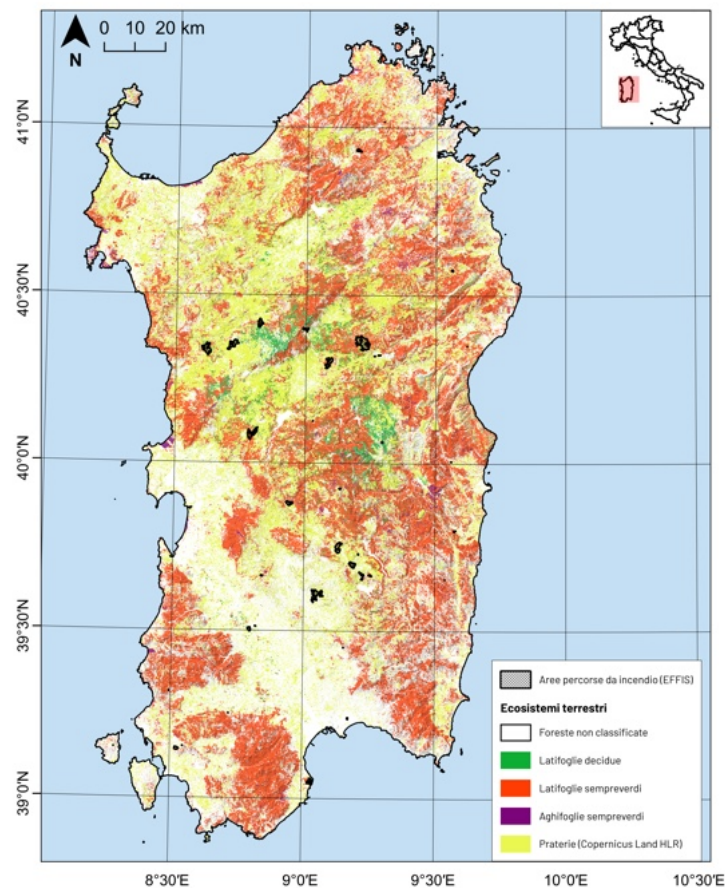 0 10 20 km
N
41°0'N
40°30'N
40°0'N
39°30'N
39°0'N
Aree percorse da incendio (EFFIS)
Ecosistemi terrestri
Foreste non classificate
Latifoglie decidue
Latifoglie sempreverdi
Aghifoglie sempreverdi
Praterie (Copernicus Land HLR)
8°30'E 9°0'E 9°30'E 10°0'E 10°30'E